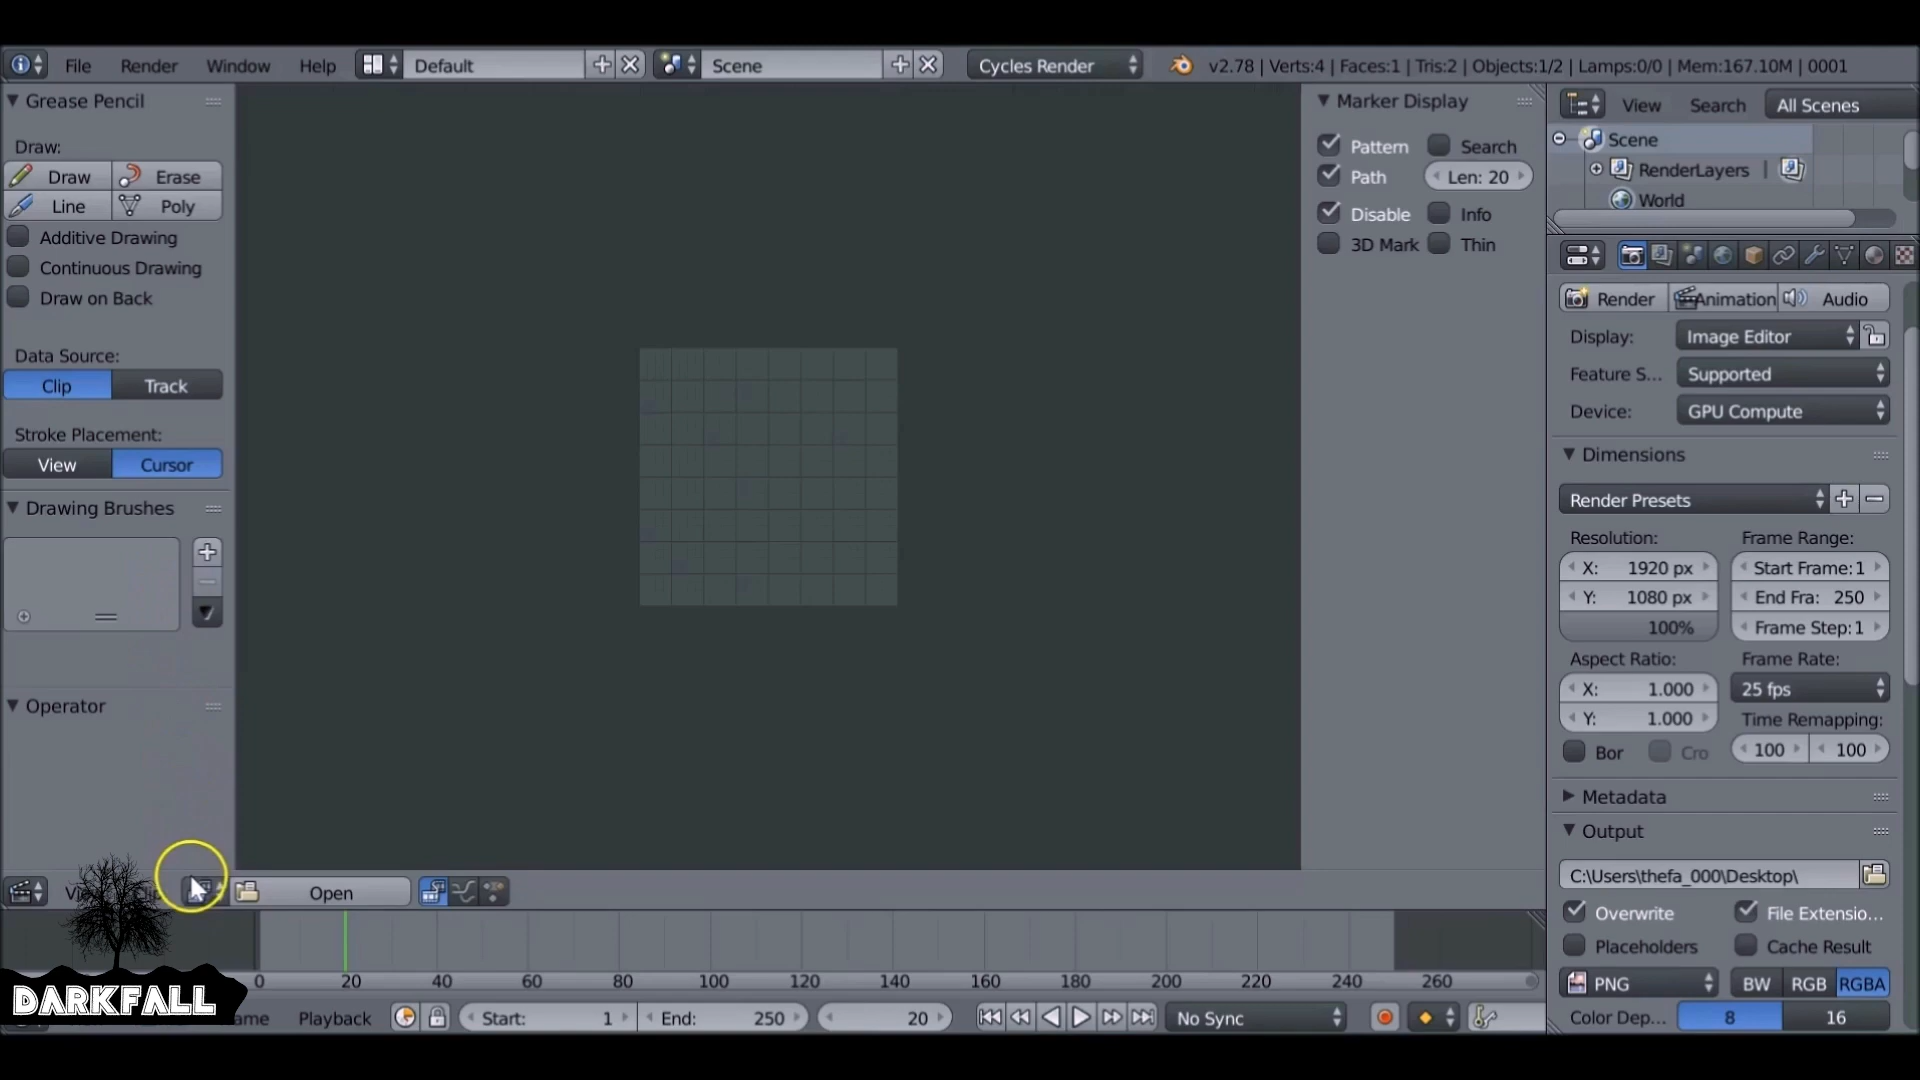 File Render Window Help Default Scene Cycles Render v2.78 | Verts:4 | Faces:1 | Tris:2 | Objects:1/2 | Lamps:0/0 | Mem:167.10M | 0001
Grease Pencil
Draw:
Draw Erase
Line Poly
Additive Drawing
Continuous Drawing
Draw on Back
Data Source:
Clip Track
Stroke Placement:
View Cursor
Drawing Brushes
Operator
Marker Display
Pattern Search
Path Len: 20
Disable Info
3D Mark Thin
View Search All Scenes
Scene
RenderLayers |
World
Render Animation Audio
Display: Image Editor
Feature S... Supported
Device: GPU Compute
Dimensions
Render Presets
Resolution: Frame Range:
X: 1920 px Start Frame: 1
Y: 1080 px End Fra: 250
100% Frame Step: 1
Aspect Ratio: Frame Rate:
X: 1.000 25 fps
Y: 1.000 Time Remapping:
Bor Cro 100 100
Metadata
Output
C:\Users\thefa_000\Desktop\
Overwrite File Extensio...
Placeholders Cache Result
PNG BW RGB RGBA
Color Dep... 8 16
Open
0 20 40 60 80 100 120 140 160 180 200 220 240 260
Playback Start: 1 End: 250 20 No Sync
DARKFALL